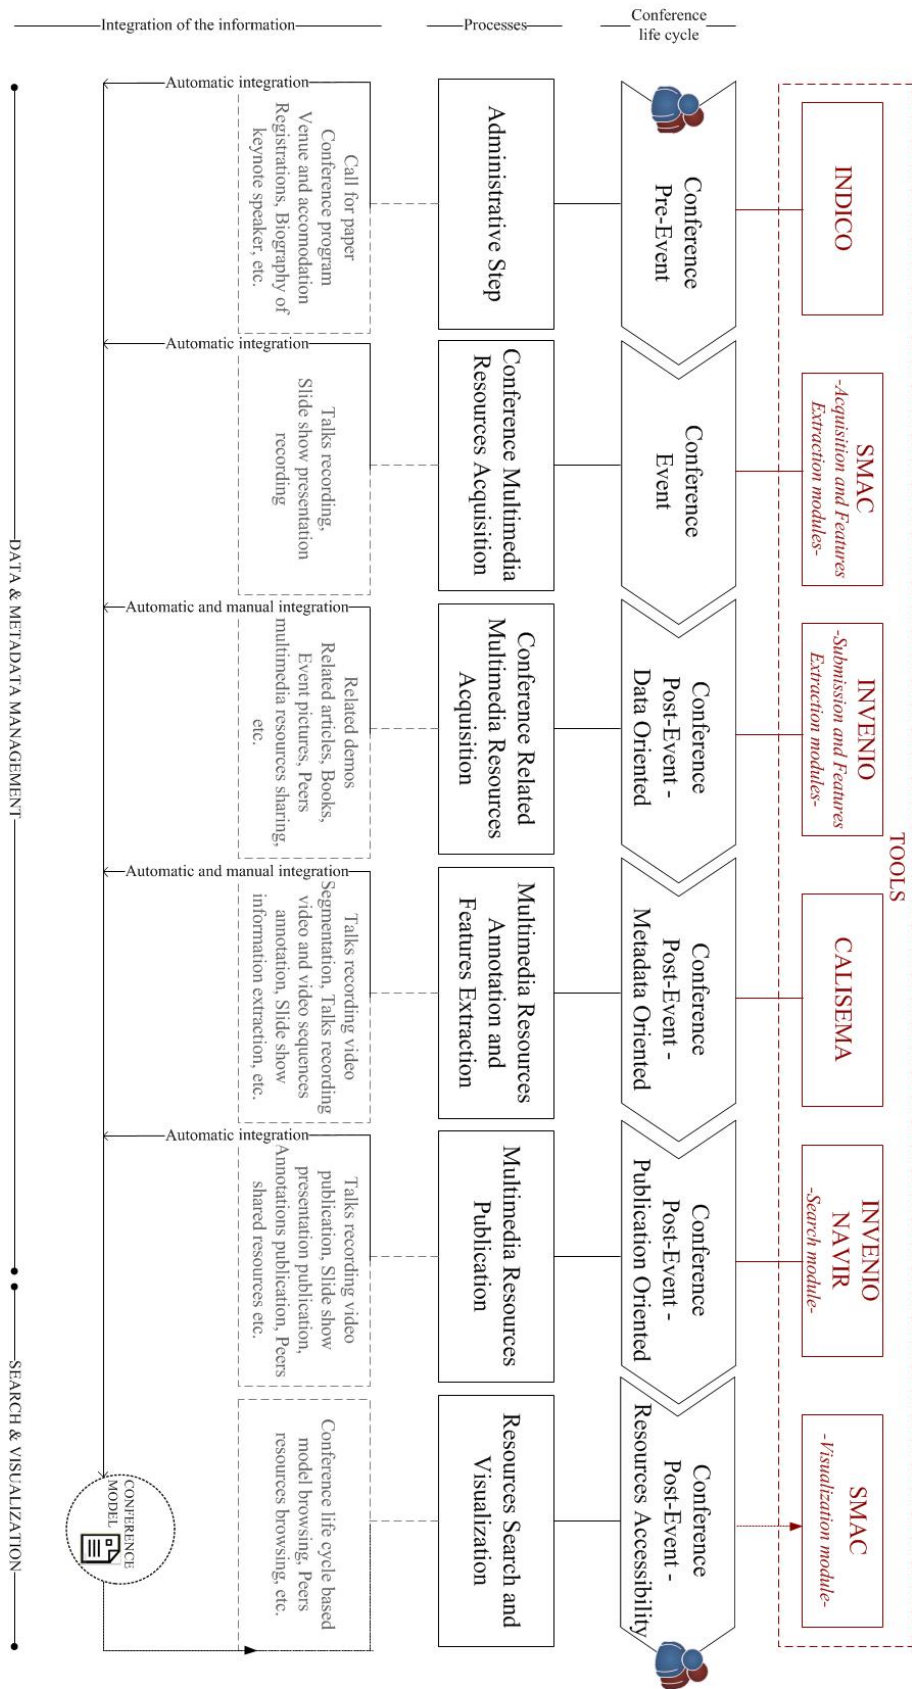 TOOLS
INDICO
SMAC
-Acquisition and Features
Extraction modules-
INVENIO
-Submission and Features
Extraction modules-
CALISEMA
INVENIO
NAVIR
-Search module-
SMAC
-Visualization module-
Conference
life cycle
Conference
Pre-Event
Conference
Event
Conference
Post-Event -
Data Oriented
Conference
Post-Event -
Metadata Oriented
Conference
Post-Event -
Publication Oriented
Conference
Post-Event -
Resources Accessibility
Processes
Administrative Step
Conference Multimedia
Resources Acquisition
Conference Related
Multimedia Resources
Acquisition
Multimedia Resources
Annotation and
Features Extraction
Multimedia Resources
Publication
Resources Search and
Visualization
Integration of the information
Automatic integration
Call for paper
Conference program
Venue and accomodation
Registrations, Biography of
keynote speaker, etc.
Automatic integration
Talks recording,
Slide show presentation
recording
Automatic and manual integration
Related demos
Related articles, Books,
Event pictures, Peers
multimedia resources sharing,
etc.
Automatic and manual integration
Talks recording video
Segmentation, Talks recording
video and video sequences
annotation, Slide show
information extraction, etc.
Automatic integration
Talks recording video
publication, Slide show
presentation publication,
Annotations publication, Peers
shared resources etc.
Conference life cycle based
model browsing, Peers
resources browsing, etc.
CONFERENCE
MODEL
DATA & METADATA MANAGEMENT
SEARCH & VISUALIZATION